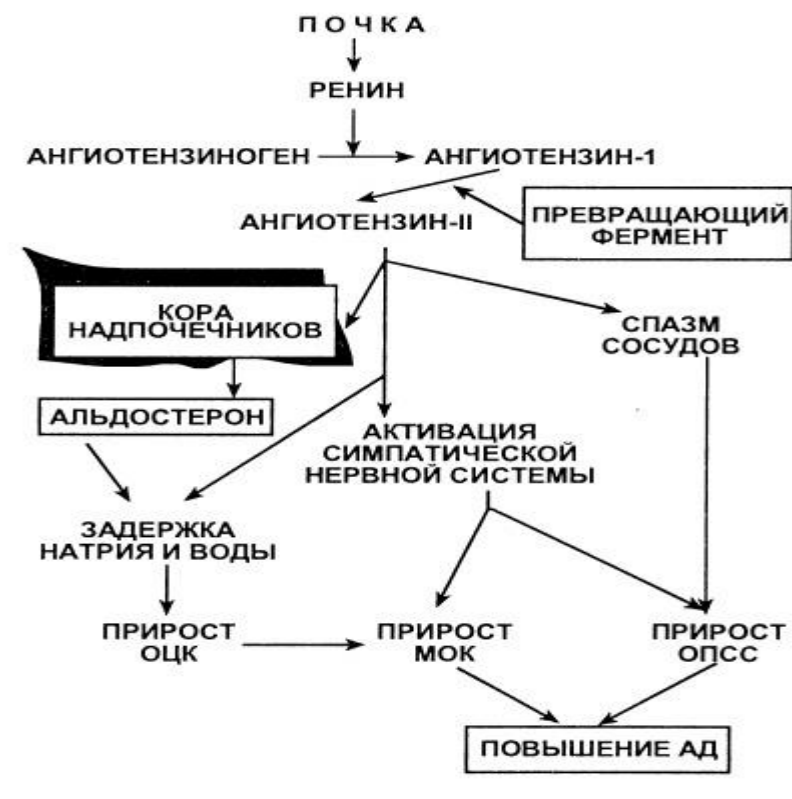 ПОЧКА
РЕНИН
АНГИОТЕНЗИНОГЕН
АНГИОТЕНЗИН-1
АНГИОТЕНЗИН-II
ПРЕВРАЩАЮЩИЙ
ФЕРМЕНТ
КОРА
НАДПОЧЕЧНИКОВ
СПАЗМ
СОСУДОВ
АЛЬДОСТЕРОН
АКТИВАЦИЯ
СИМПАТИЧЕСКОЙ
НЕРВНОЙ СИСТЕМЫ
ЗАДЕРЖКА
НАТРИЯ И ВОДЫ
ПРИРОСТ
ОЦК
ПРИРОСТ
МОК
ПРИРОСТ
ОПСС
ПОВЫШЕНИЕ АД